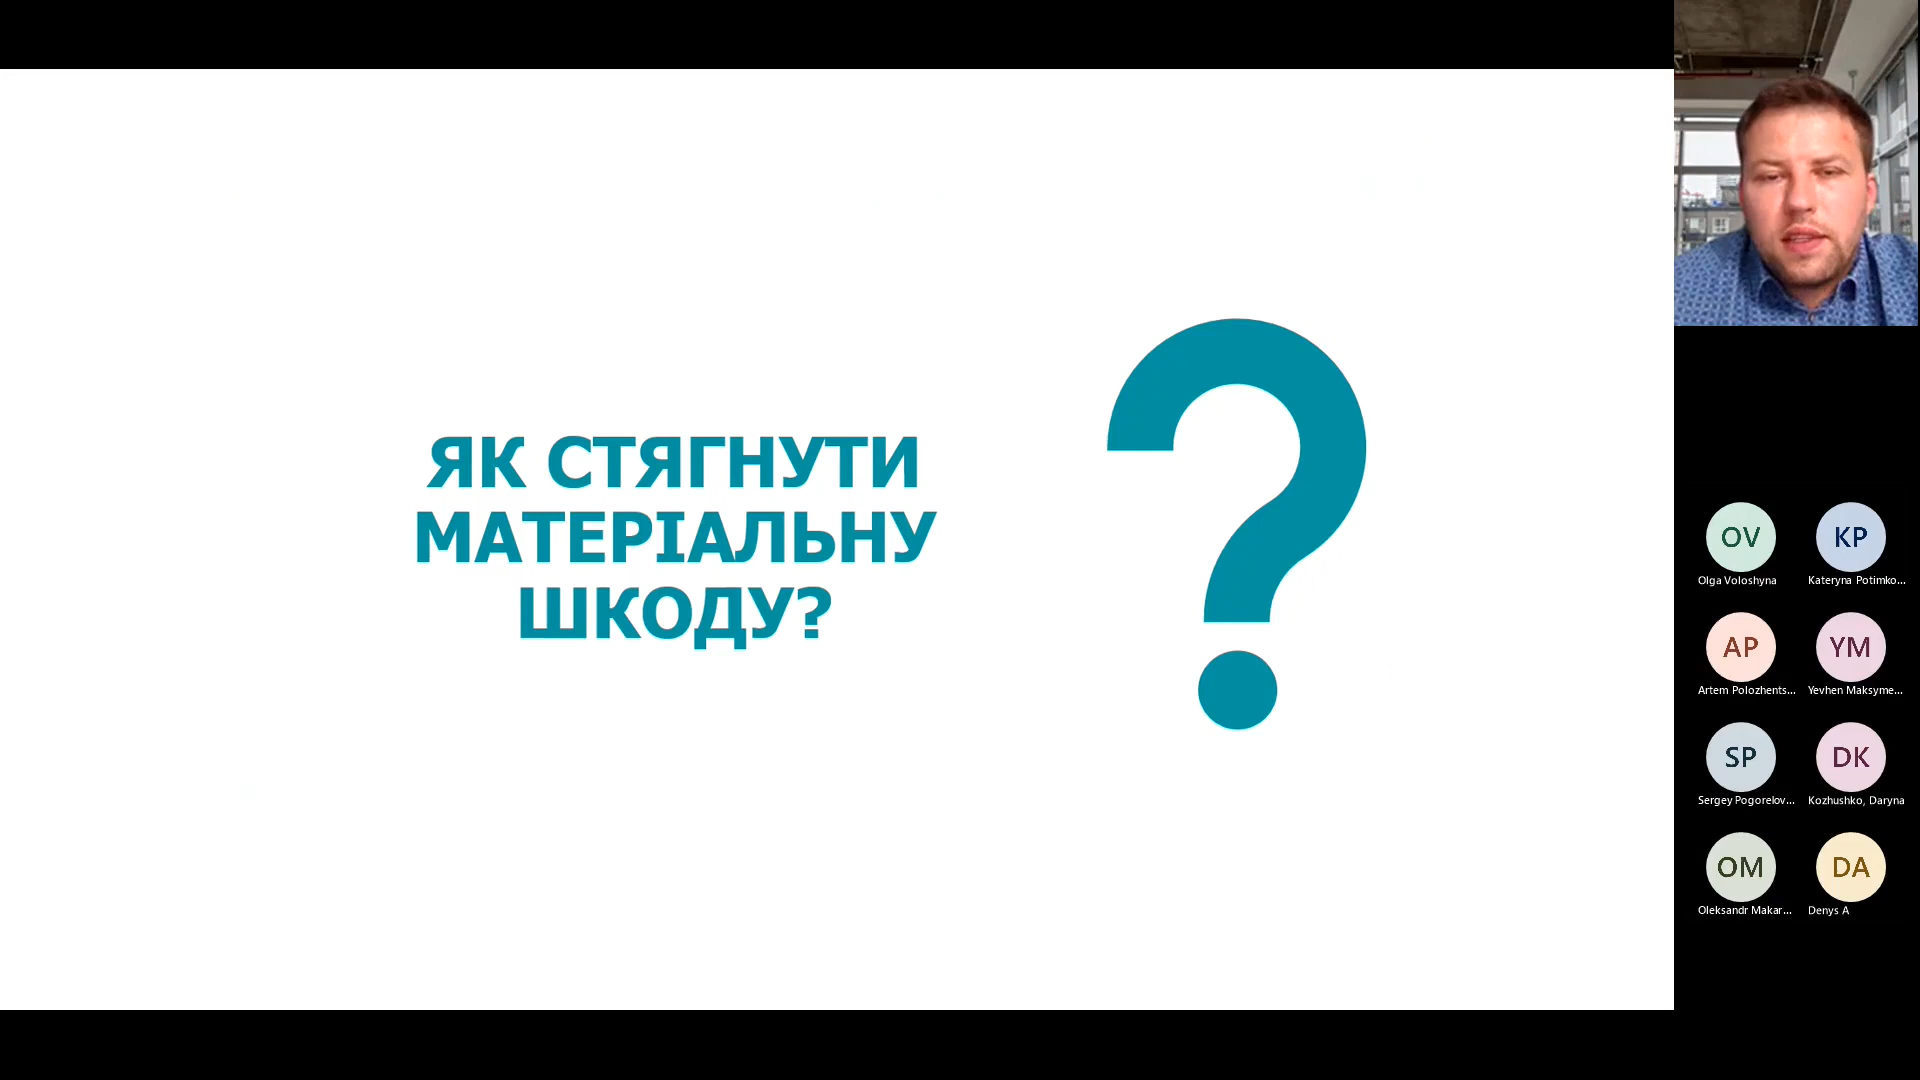 ЯК СТЯГНУТИ
МАТЕРІАЛЬНУ
ШКОДУ?
?
OV
KP
Olga Voloshyna
Kateryna Potimko...
AP
YM
Artem Polozhents...
Yevhen Maksyme...
SP
DK
Sergey Pogorelov...
Kozhushko, Daryna
OM
DA
Oleksandr Makar...
Denys A